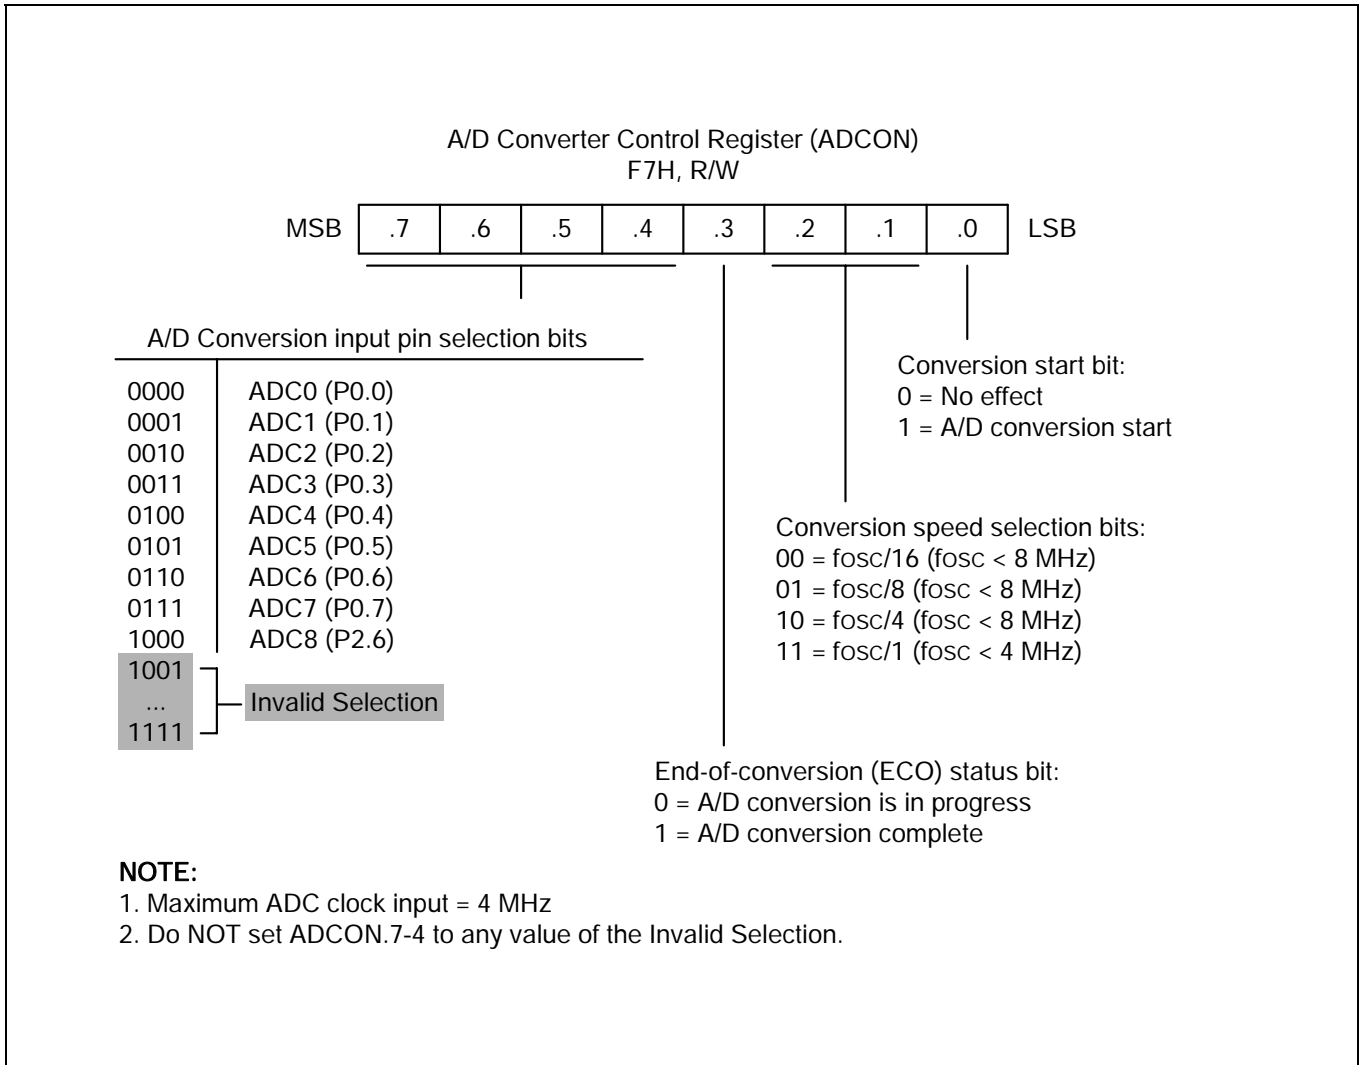 A/D Converter Control Register (ADCON)
F7H, R/W
MSB .7 .6 .5 .4 .3 .2 .1 .0 LSB
A/D Conversion input pin selection bits
0000 ADC0 (P0.0)
0001 ADC1 (P0.1)
0010 ADC2 (P0.2)
0011 ADC3 (P0.3)
0100 ADC4 (P0.4)
0101 ADC5 (P0.5)
0110 ADC6 (P0.6)
0111 ADC7 (P0.7)
1000 ADC8 (P2.6)
1001
... Invalid Selection
1111
Conversion start bit:
0 = No effect
1 = A/D conversion start
Conversion speed selection bits:
00 = fOSC/16 (fOSC < 8 MHz)
01 = fOSC/8 (fOSC < 8 MHz)
10 = fOSC/4 (fOSC < 8 MHz)
11 = fOSC/1 (fOSC < 4 MHz)
End-of-conversion (ECO) status bit:
0 = A/D conversion is in progress
1 = A/D conversion complete
NOTE:
1. Maximum ADC clock input = 4 MHz
2. Do NOT set ADCON.7-4 to any value of the Invalid Selection.